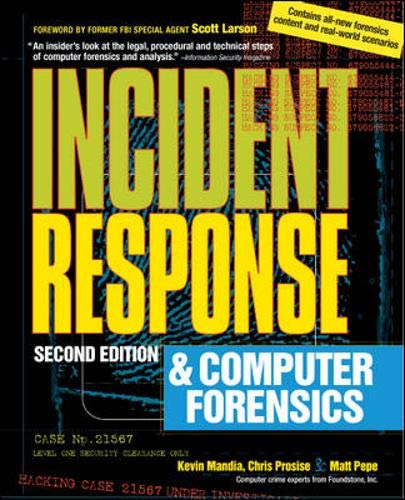 FOREWORD BY FORMER FBI SPECIAL AGENT Scott Larson
Contains all-new forensics
content and real-world scenarios
"An insider's look at the legal, procedural and technical steps
of computer forensics and analysis." —Information Security magazine
INCIDENT
RESPONSE
SECOND EDITION
& COMPUTER
FORENSICS
CASE Np.21567
LEVEL ONE SECURITY CLEARANCE ONLY
Kevin Mandia, Chris Prosise & Matt Pepe
Computer crime experts from Foundstone, Inc.
HACKING CASE 21567 UNDER